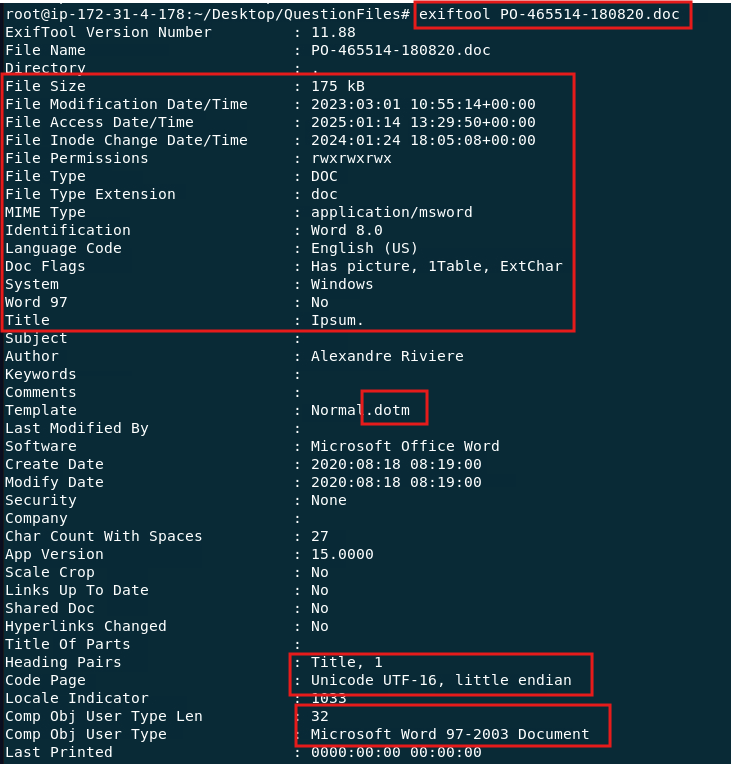 root@ip-172-31-4-178:~/Desktop/QuestionFiles# exiftool PO-465514-180820.doc
ExifTool Version Number : 11.88
File Name : PO-465514-180820.doc
Directory : .
File Size : 175 kB
File Modification Date/Time : 2023:03:01 10:55:14+00:00
File Access Date/Time : 2025:01:14 13:29:50+00:00
File Inode Change Date/Time : 2024:01:24 18:05:08+00:00
File Permissions : rwxrwxrwx
File Type : DOC
File Type Extension : doc
MIME Type : application/msword
Identification : Word 8.0
Language Code : English (US)
Doc Flags : Has picture, 1Table, ExtChar
System : Windows
Word 97 : No
Title : Ipsum.
Subject :
Author : Alexandre Riviere
Keywords :
Comments :
Template : Normal.dotm
Last Modified By :
Software : Microsoft Office Word
Create Date : 2020:08:18 08:19:00
Modify Date : 2020:08:18 08:19:00
Security : None
Company :
Char Count With Spaces : 27
App Version : 15.0000
Scale Crop : No
Links Up To Date : No
Shared Doc : No
Hyperlinks Changed : No
Title Of Parts :
Heading Pairs : Title, 1
Code Page : Unicode UTF-16, little endian
Locale Indicator : 1033
Comp Obj User Type Len : 32
Comp Obj User Type : Microsoft Word 97-2003 Document
Last Printed : 0000:00:00 00:00:00